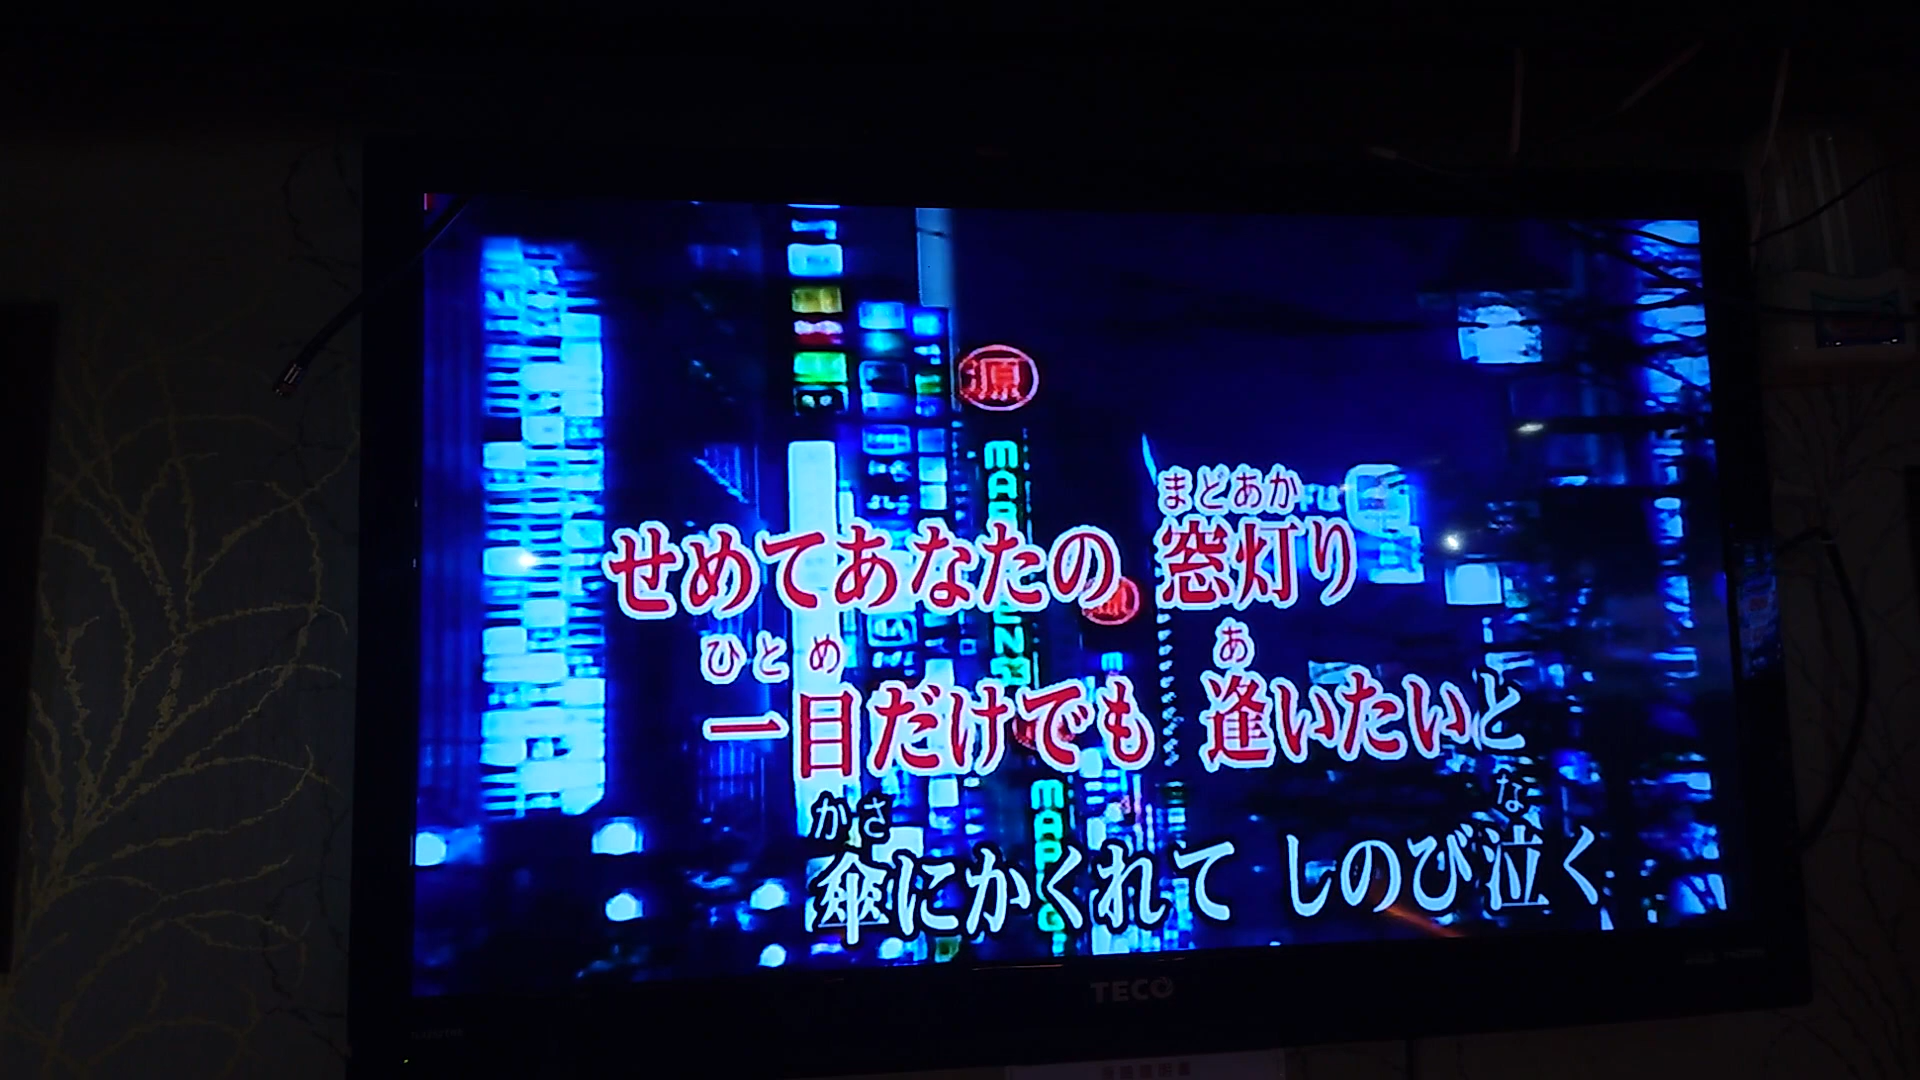 源
まどあか
せめてあなたの 窓灯り
ひとめ あ
一目だけでも 逢いたいと
かさ な
傘にかくれて しのび泣く
TECO